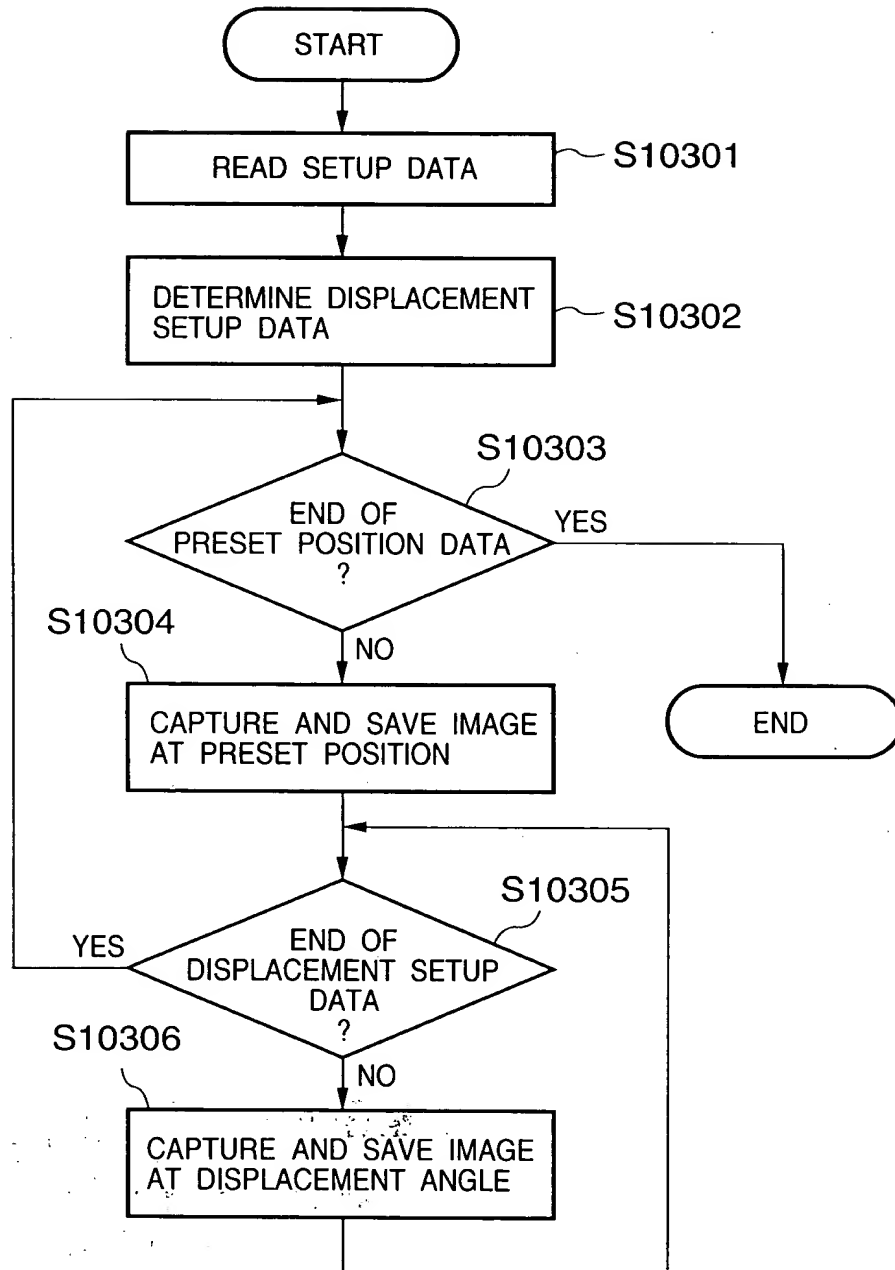 START
READ SETUP DATA
S10301
DETERMINE DISPLACEMENT
SETUP DATA
S10302
S10303
END OF
PRESET POSITION DATA
?
YES
NO
S10304
CAPTURE AND SAVE IMAGE
AT PRESET POSITION
END
S10305
YES
END OF
DISPLACEMENT SETUP
DATA
?
S10306
NO
CAPTURE AND SAVE IMAGE
AT DISPLACEMENT ANGLE